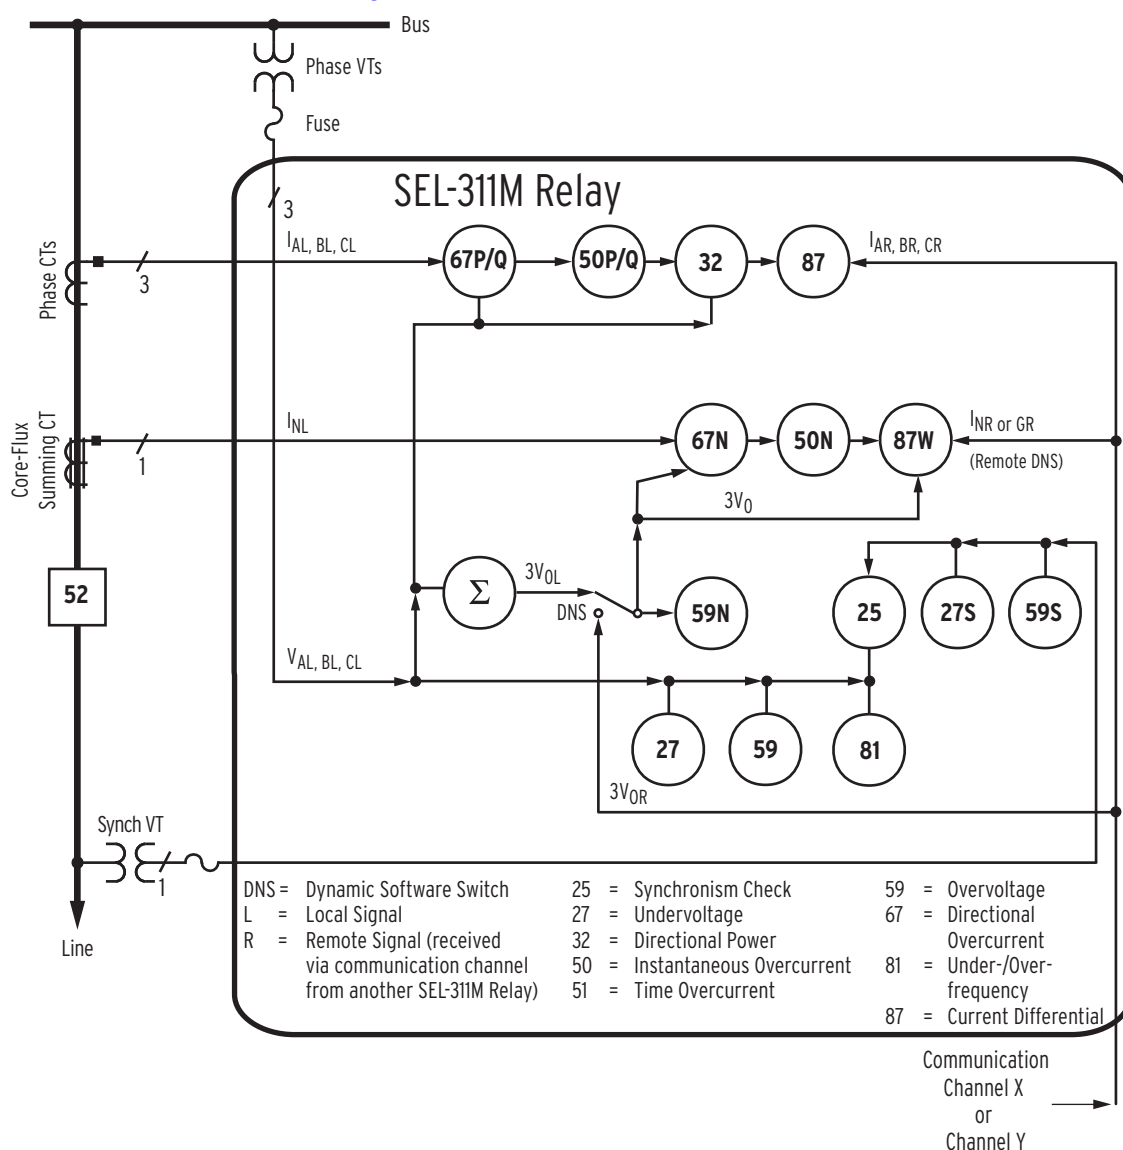 Bus
Phase VTs
Fuse
SEL-311M Relay
3
Phase CTs
3
I_AL, BL, CL
67P/Q
50P/Q
32
87
I_AR, BR, CR
Core-Flux
Summing CT
1
I_NL
67N
50N
87W
I_NR or GR
(Remote DNS)
3V_O
52
Σ
3V_OL
DNS
59N
25
27S
59S
V_AL, BL, CL
27
59
81
3V_OR
Synch VT
1
Line
DNS = Dynamic Software Switch
L = Local Signal
R = Remote Signal (received
via communication channel
from another SEL-311M Relay)
25 = Synchronism Check
27 = Undervoltage
32 = Directional Power
50 = Instantaneous Overcurrent
51 = Time Overcurrent
59 = Overvoltage
67 = Directional
Overcurrent
81 = Under-/Over-
frequency
87 = Current Differential
Communication
Channel X
or
Channel Y